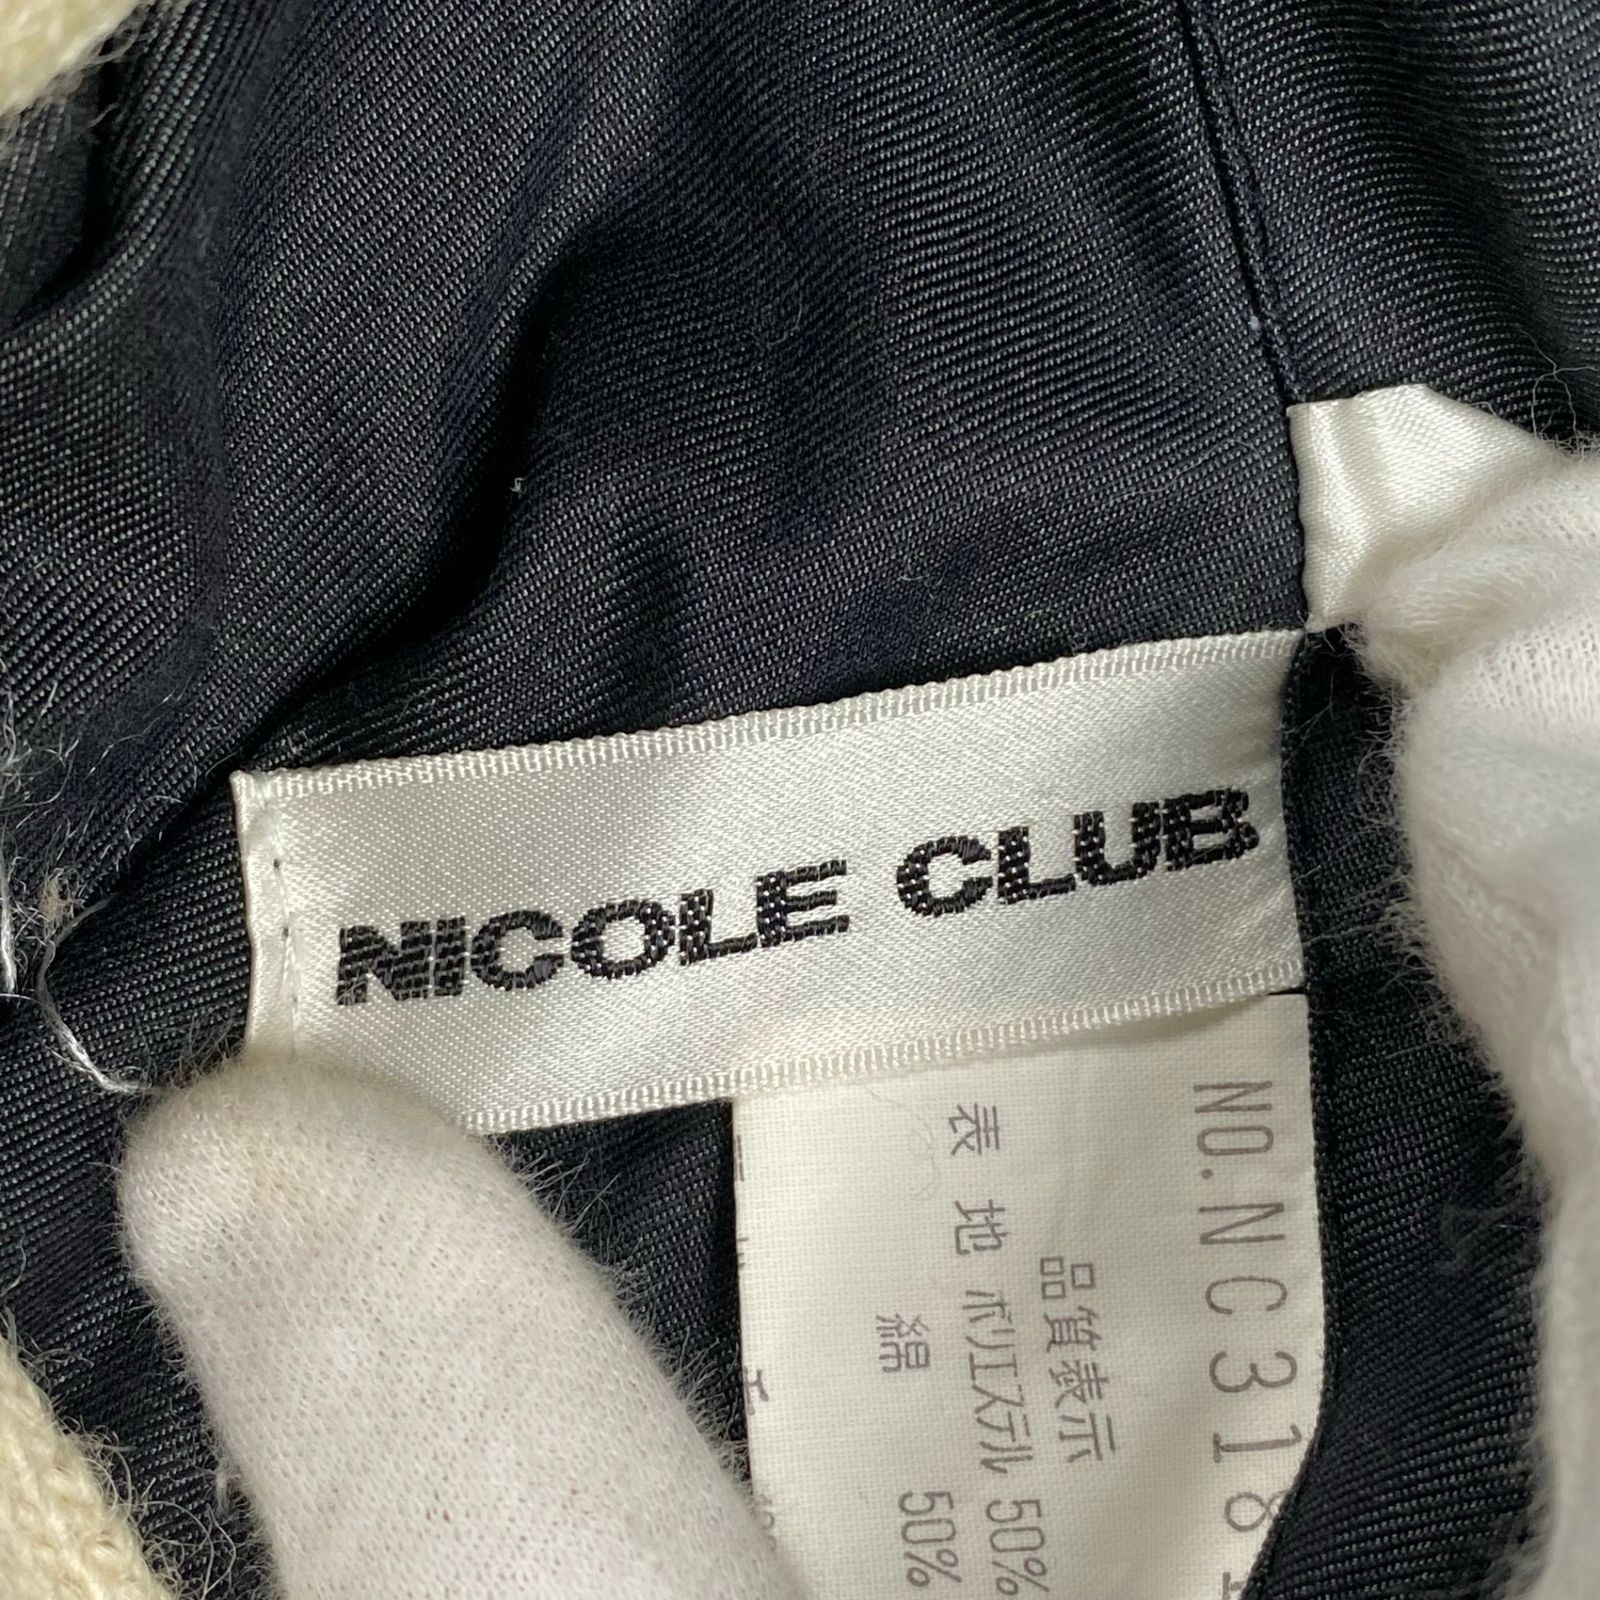 NICOLE CLUB
NO.NC318
品質表示
表地 ポリエステル 50%
綿 50%